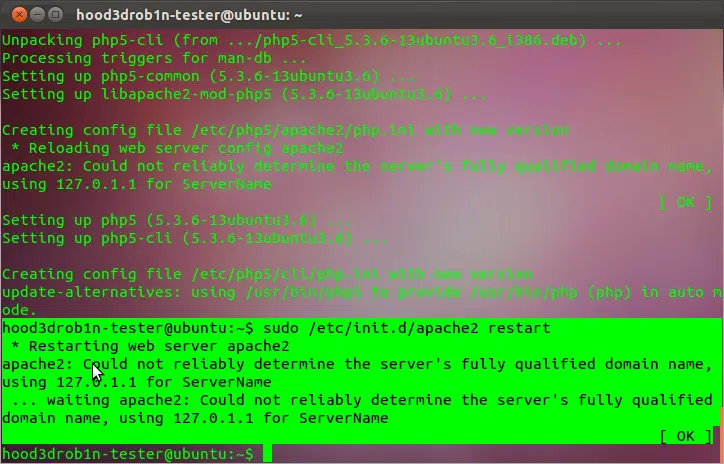 hood3drob1n-tester@ubuntu: ~
Unpacking php5-cli (from .../php5-cli_5.3.6-13ubuntu3.6_i386.deb) ...
Processing triggers for man-db ...
Setting up php5-common (5.3.6-13ubuntu3.6) ...
Setting up libapache2-mod-php5 (5.3.6-13ubuntu3.6) ...
Creating config file /etc/php5/apache2/php.ini with new version
* Reloading web server config apache2
apache2: Could not reliably determine the server's fully qualified domain name,
using 127.0.1.1 for ServerName
[ OK ]
Setting up php5 (5.3.6-13ubuntu3.6) ...
Setting up php5-cli (5.3.6-13ubuntu3.6) ...
Creating config file /etc/php5/cli/php.ini with new version
update-alternatives: using /usr/bin/php5 to provide /usr/bin/php (php) in auto m
ode.
hood3drob1n-tester@ubuntu:~$ sudo /etc/init.d/apache2 restart
* Restarting web server apache2
apache2: Could not reliably determine the server's fully qualified domain name,
using 127.0.1.1 for ServerName
... waiting apache2: Could not reliably determine the server's fully qualified
domain name, using 127.0.1.1 for ServerName
[ OK ]
hood3drob1n-tester@ubuntu:~$